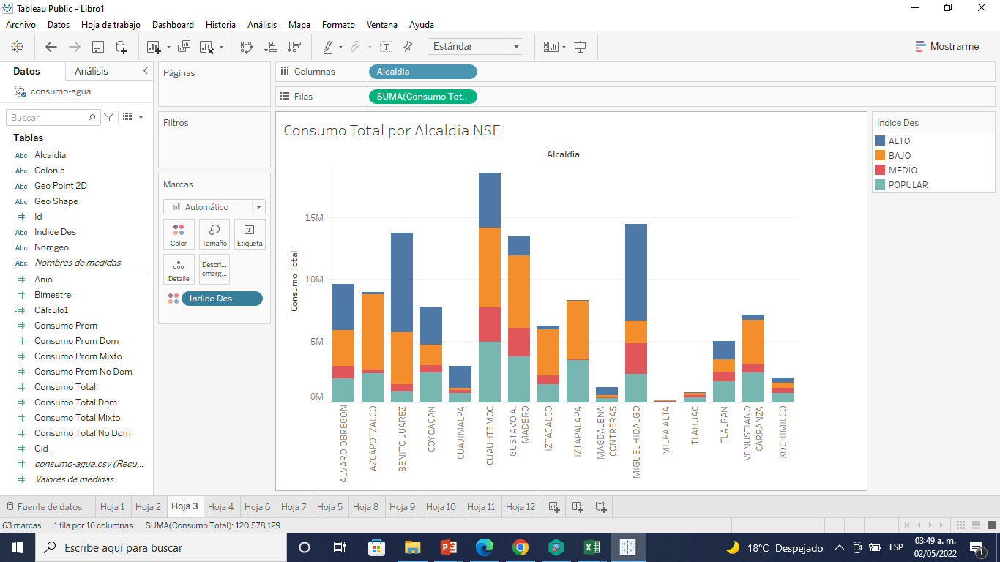 Tableau Public - Libro1
Archivo Datos Hoja de trabajo Dashboard Historia Análisis Mapa Formato Ventana Ayuda
Estándar
Mostrarme
Datos
Análisis
consumo-agua
Buscar
Tablas
Abc Alcaldia
Abc Colonia
Abc Geo Point 2D
Abc Geo Shape
# Id
Abc Indice Des
Abc Nomgeo
Abc Nombres de medidas
# Anio
# Bimestre
=# Cálculo1
# Consumo Prom
# Consumo Prom Dom
# Consumo Prom Mixto
# Consumo Prom No Dom
# Consumo Total
# Consumo Total Dom
# Consumo Total Mixto
# Consumo Total No Dom
# Gid
# consumo-agua.csv (Recu...
# Valores de medidas
Páginas
Filtros
Marcas
Automático
Color
Tamaño
Etiqueta
Detalle
Descri...
emerg...
Indice Des
Columnas
Alcaldia
Filas
SUMA(Consumo Tot..
Consumo Total por Alcaldia NSE
Alcaldia
Consumo Total
15M
10M
5M
0M
ALVARO OBREGON
AZCAPOTZALCO
BENITO JUAREZ
COYOACAN
CUAJIMALPA
CUAUHTEMOC
GUSTAVO A.
MADERO
IZTACALCO
IZTAPALAPA
MAGDALENA
CONTRERAS
MIGUEL HIDALGO
MILPA ALTA
TLAHUAC
TLALPAN
VENUSTIANO
CARRANZA
XOCHIMILCO
Indice Des
ALTO
BAJO
MEDIO
POPULAR
Fuente de datos
Hoja 1
Hoja 2
Hoja 3
Hoja 4
Hoja 6
Hoja 7
Hoja 5
Hoja 8
Hoja 9
Hoja 10
Hoja 11
Hoja 12
63 marcas 1 fila por 16 columnas SUMA(Consumo Total): 120,578,129
Escribe aquí para buscar
18°C Despejado
ESP
03:49 a. m.
02/05/2022
1